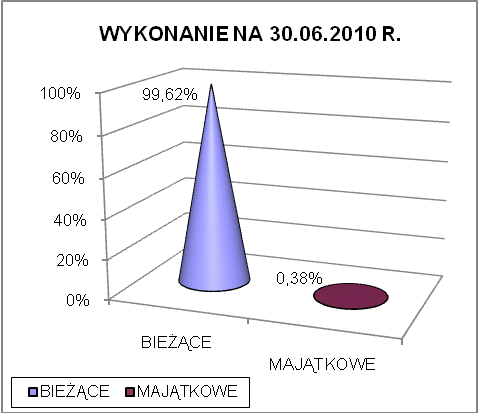 WYKONANIE NA 30.06.2010 R.
100%
80%
60%
40%
20%
0%
99,62%
0,38%
BIEŻĄCE
MAJĄTKOWE
BIEŻĄCE MAJĄTKOWE